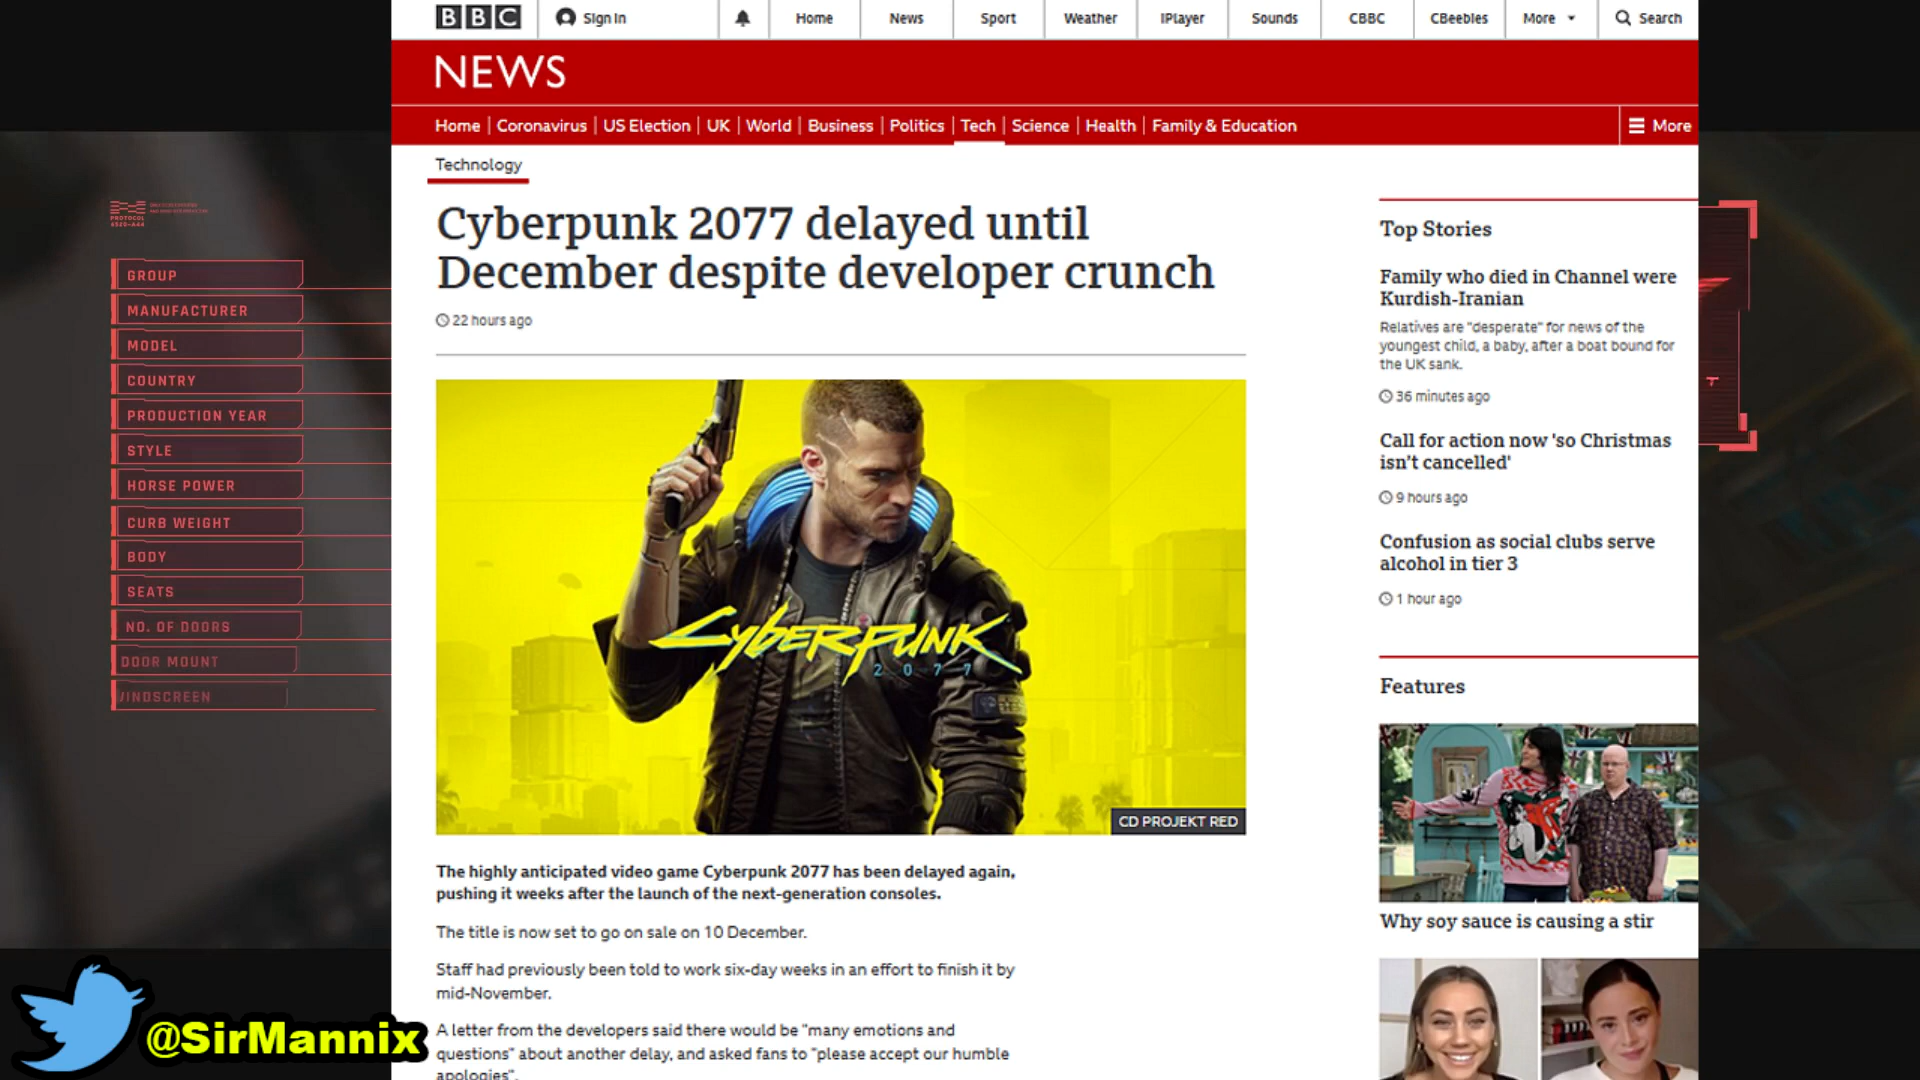 BBC
Sign in
Home
News
Sport
Weather
iPlayer
Sounds
CBBC
CBeebies
More
Search
NEWS
Home | Coronavirus | US Election | UK | World | Business | Politics | Tech | Science | Health | Family & Education
More
Technology
Cyberpunk 2077 delayed until
December despite developer crunch
22 hours ago
CYBERPUNK
2077
CD PROJEKT RED
The highly anticipated video game Cyberpunk 2077 has been delayed again,
pushing it weeks after the launch of the next-generation consoles.
The title is now set to go on sale on 10 December.
Staff had previously been told to work six-day weeks in an effort to finish it by
mid-November.
A letter from the developers said there would be "many emotions and
questions" about another delay, and asked fans to "please accept our humble
apologies".
Top Stories
Family who died in Channel were
Kurdish-Iranian
Relatives are "desperate" for news of the
youngest child, a baby, after a boat bound for
the UK sank.
36 minutes ago
Call for action now 'so Christmas
isn't cancelled'
9 hours ago
Confusion as social clubs serve
alcohol in tier 3
1 hour ago
Features
Why soy sauce is causing a stir
PROTOCOL
GROUP
MANUFACTURER
MODEL
COUNTRY
PRODUCTION YEAR
STYLE
HORSE POWER
CURB WEIGHT
BODY
SEATS
NO. OF DOORS
DOOR MOUNT
INDSCREEN
@SirMannix